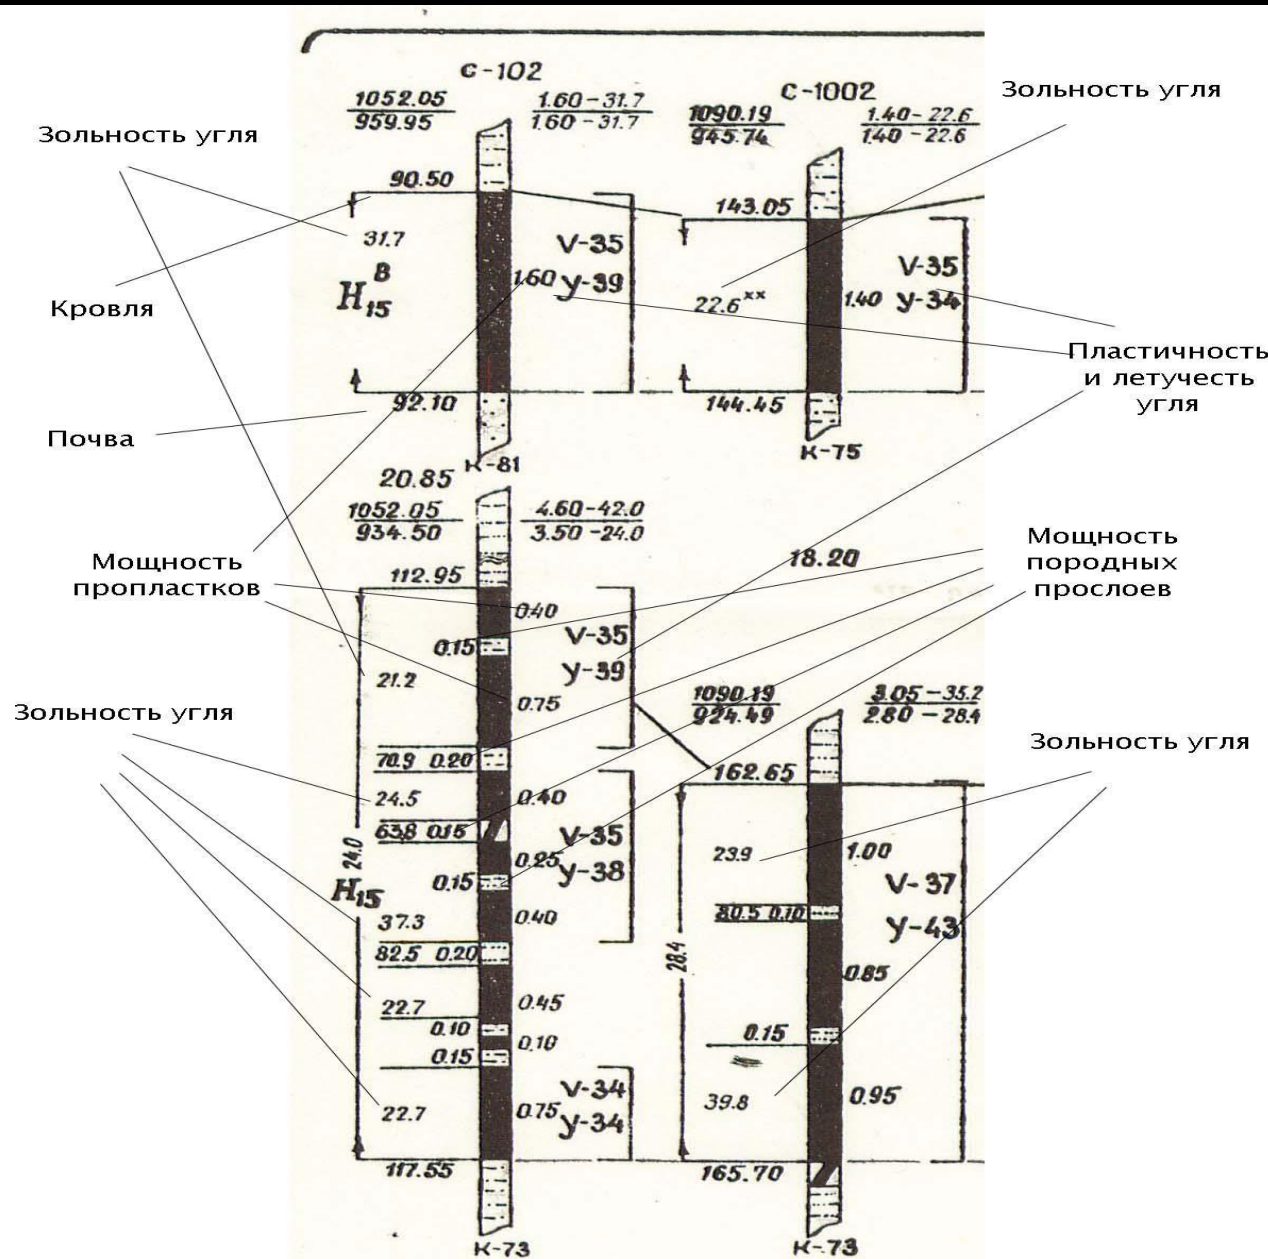 С-102
С-1002
Зольность угля
1052.05
959.95
1.60-31.7
1.60-31.7
1090.19
945.74
1.40-22.6
1.40-22.6
Зольность угля
90.50
143.05
31.7
V-35
1.60
У-39
Н15 В
22.6хх
1.40
V-35
У-34
Кровля
Пластичность
и летучесть
угля
92.10
144.45
Почва
К-81
К-75
20.85
1052.05
934.50
4.60-42.0
3.50-24.0
Мощность
пропластков
18.20
Мощность
породных
прослоев
112.95
0.40
0.15
V-35
У-39
21.2
0.75
1090.19
924.49
3.05-35.2
2.80-28.4
Зольность угля
Зольность угля
70.9 0.20
162.65
24.5
0.40
63.8 0.15
V-35
24.0
0.25
У-38
0.15
Н15
37.3
0.40
23.9
1.00
V-37
80.5 0.10
У-43
82.5 0.20
28.4
0.85
22.7
0.45
0.10
0.10
0.15
0.15
V-34
22.7
0.75
У-34
39.8
0.95
117.55
165.70
К-73
К-73